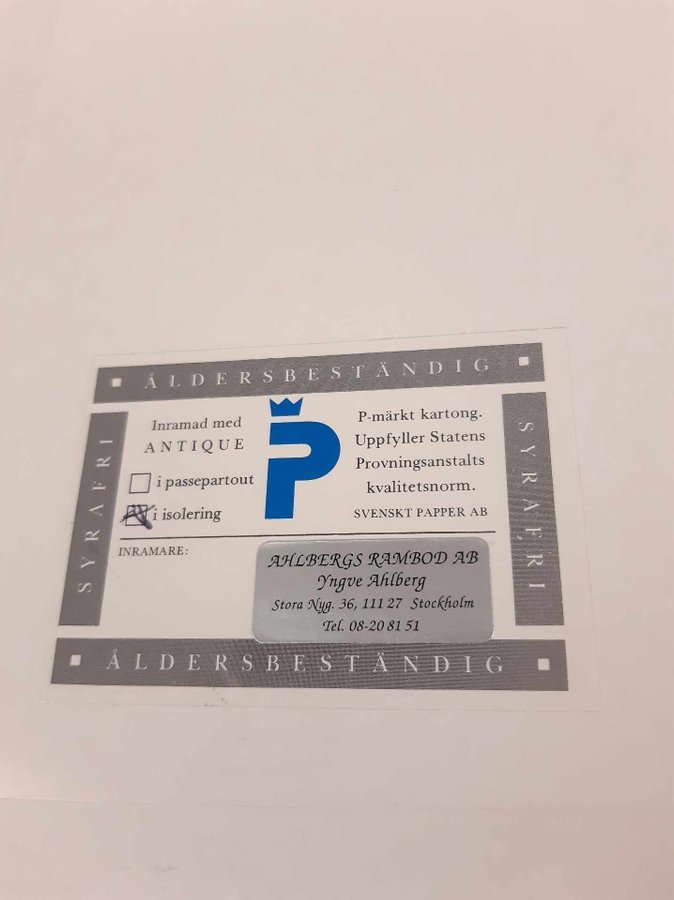 ÅLDERSBESTÄNDIG
SYRAFRI
Inramad med
ANTIQUE
i passepartout
i isolering
P
P-märkt kartong.
Uppfyller Statens
Provningsanstalts
kvalitetsnorm.
SVENSKT PAPPER AB
SYRAFRI
INRAMARE:
AHLBERGS RAMBOD AB
Yngve Ahlberg
Stora Nyg. 36, 111 27 Stockholm
Tel. 08-20 81 51
ÅLDERSBESTÄNDIG